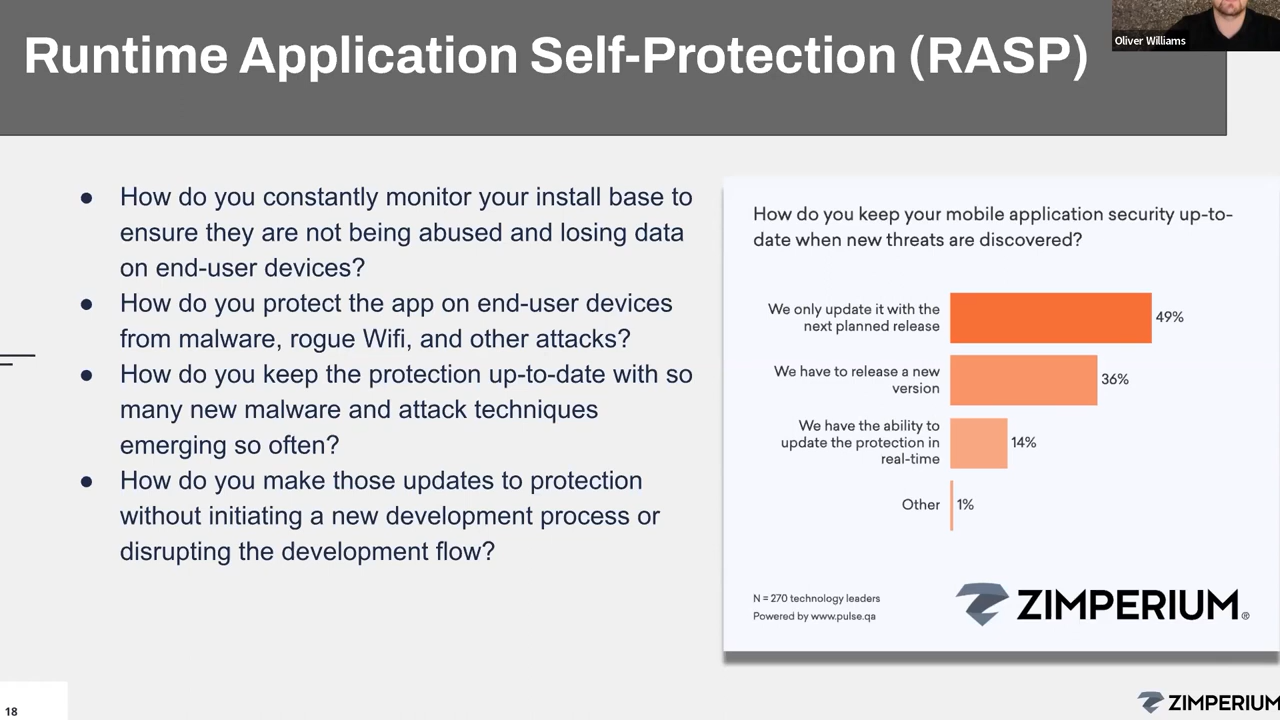 Runtime Application Self-Protection (RASP)
Oliver Williams
● How do you constantly monitor your install base to
ensure they are not being abused and losing data
on end-user devices?
● How do you protect the app on end-user devices
from malware, rogue Wifi, and other attacks?
● How do you keep the protection up-to-date with so
many new malware and attack techniques
emerging so often?
● How do you make those updates to protection
without initiating a new development process or
disrupting the development flow?
How do you keep your mobile application security up-to-
date when new threats are discovered?
We only update it with the
next planned release
49%
We have to release a new
version
36%
We have the ability to
update the protection in
real-time
14%
Other
1%
N = 270 technology leaders
Powered by www.pulse.qa
ZIMPERIUM®
18
ZIMPERIUM